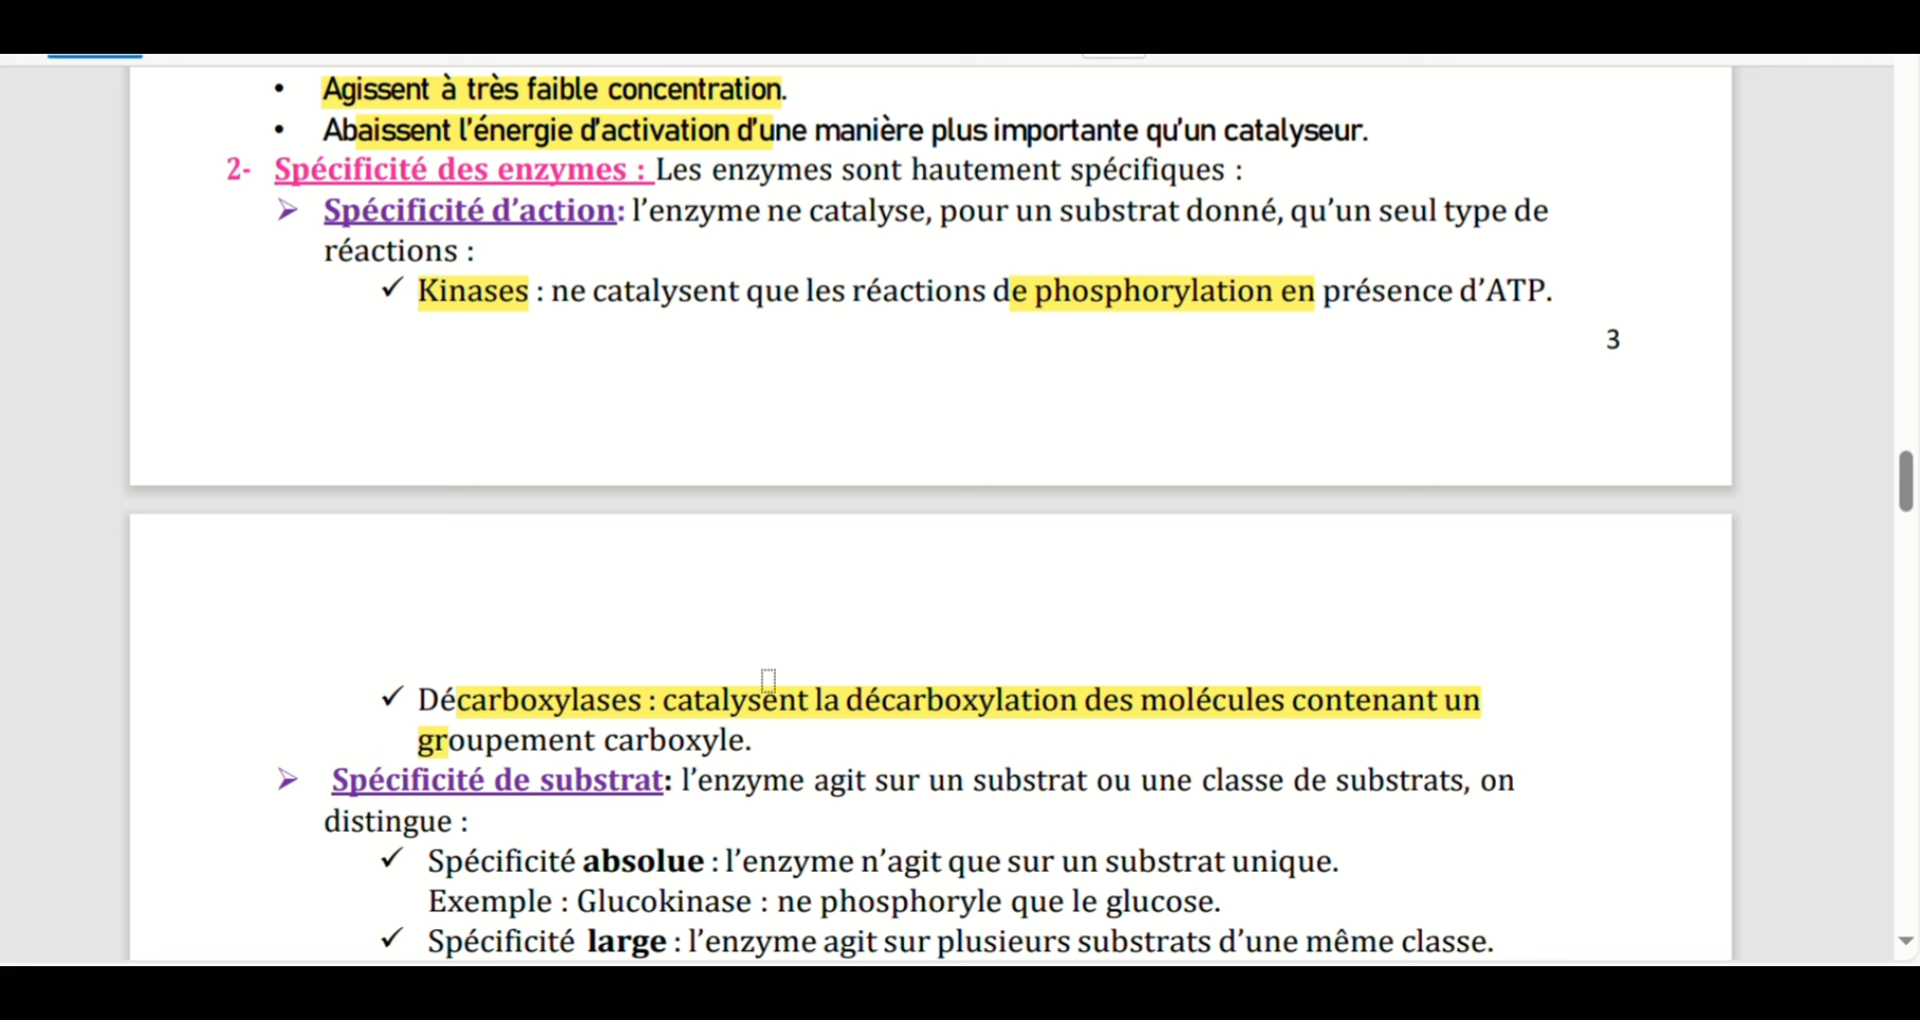 • Agissent à très faible concentration.
• Abaissent l’énergie d’activation d’une manière plus importante qu’un catalyseur.
2- Spécificité des enzymes : Les enzymes sont hautement spécifiques :
➢ Spécificité d’action: l’enzyme ne catalyse, pour un substrat donné, qu’un seul type de
réactions :
✓ Kinases : ne catalysent que les réactions de phosphorylation en présence d’ATP.
3
✓ Décarboxylases : catalysent la décarboxylation des molécules contenant un
groupement carboxyle.
➢ Spécificité de substrat: l’enzyme agit sur un substrat ou une classe de substrats, on
distingue :
✓ Spécificité absolue : l’enzyme n’agit que sur un substrat unique.
Exemple : Glucokinase : ne phosphoryle que le glucose.
✓ Spécificité large : l’enzyme agit sur plusieurs substrats d’une même classe.